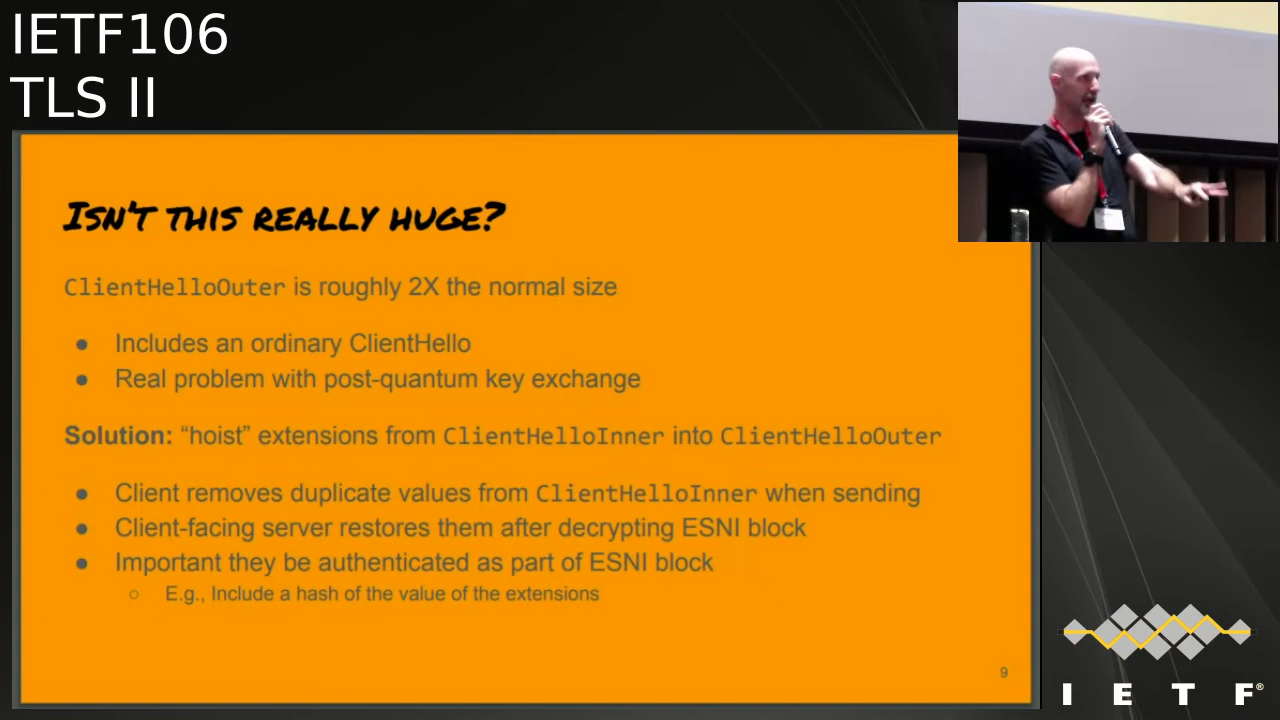 IETF106
TLS II
ISN'T THIS REALLY HUGE?
ClientHelloOuter is roughly 2X the normal size
● Includes an ordinary ClientHello
● Real problem with post-quantum key exchange
Solution: “hoist” extensions from ClientHelloInner into ClientHelloOuter
● Client removes duplicate values from ClientHelloInner when sending
● Client-facing server restores them after decrypting ESNI block
● Important they be authenticated as part of ESNI block
○ E.g., Include a hash of the value of the extensions
9
I E T F®